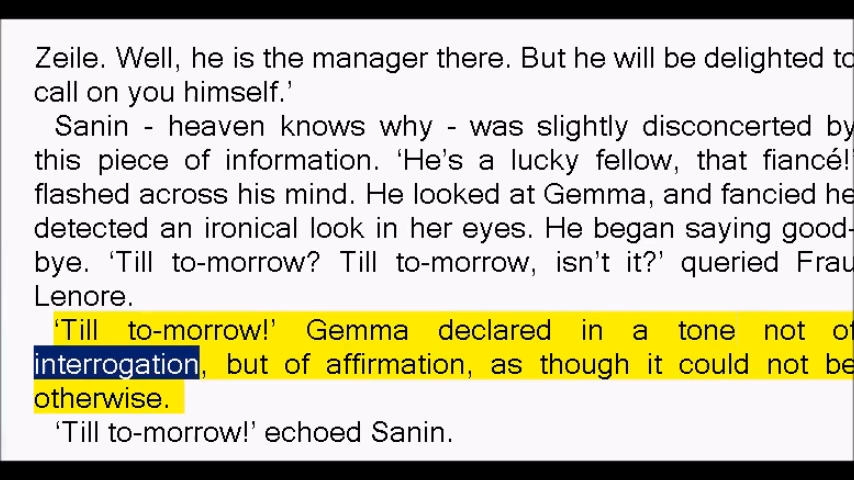 Zeile. Well, he is the manager there. But he will be delighted to
call on you himself.’
Sanin - heaven knows why - was slightly disconcerted by
this piece of information. ‘He’s a lucky fellow, that fiancé!’
flashed across his mind. He looked at Gemma, and fancied he
detected an ironical look in her eyes. He began saying good-
bye. ‘Till to-morrow? Till to-morrow, isn’t it?’ queried Frau
Lenore.
‘Till to-morrow!’ Gemma declared in a tone not of
interrogation, but of affirmation, as though it could not be
otherwise.
‘Till to-morrow!’ echoed Sanin.